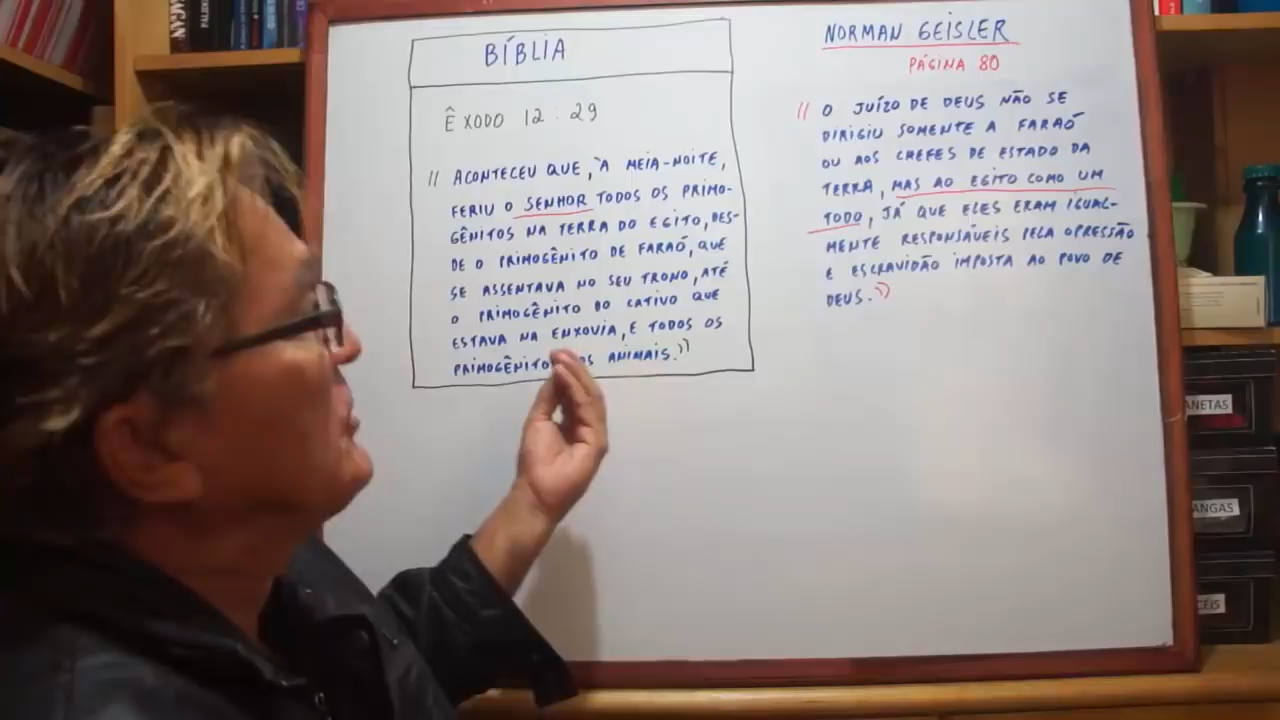 BÍBLIA
ÊXODO 12:29
" ACONTECEU QUE, À MEIA-NOITE,
FERIU O SENHOR TODOS OS PRIMO-
GÊNITOS NA TERRA DO EGITO, DES-
DE O PRIMOGÊNITO DE FARAÓ, QUE
SE ASSENTAVA NO SEU TRONO, ATÉ
O PRIMOGÊNITO DO CATIVO QUE
ESTAVA NA ENXOVIA, E TODOS OS
ANIMAIS."
NORMAN GEISLER
PÁGINA 80
" O JUÍZO DE DEUS NÃO SE
DIRIGIU SOMENTE A FARAÓ
OU AOS CHEFES DE ESTADO DA
TERRA, MAS AO EGITO COMO UM
TODO, JÁ QUE ELES ERAM IGUAL-
MENTE RESPONSÁVEIS PELA OPRESSÃO
E ESCRAVIDÃO IMPOSTA AO POVO DE
DEUS."
ANETAS
ANGAS